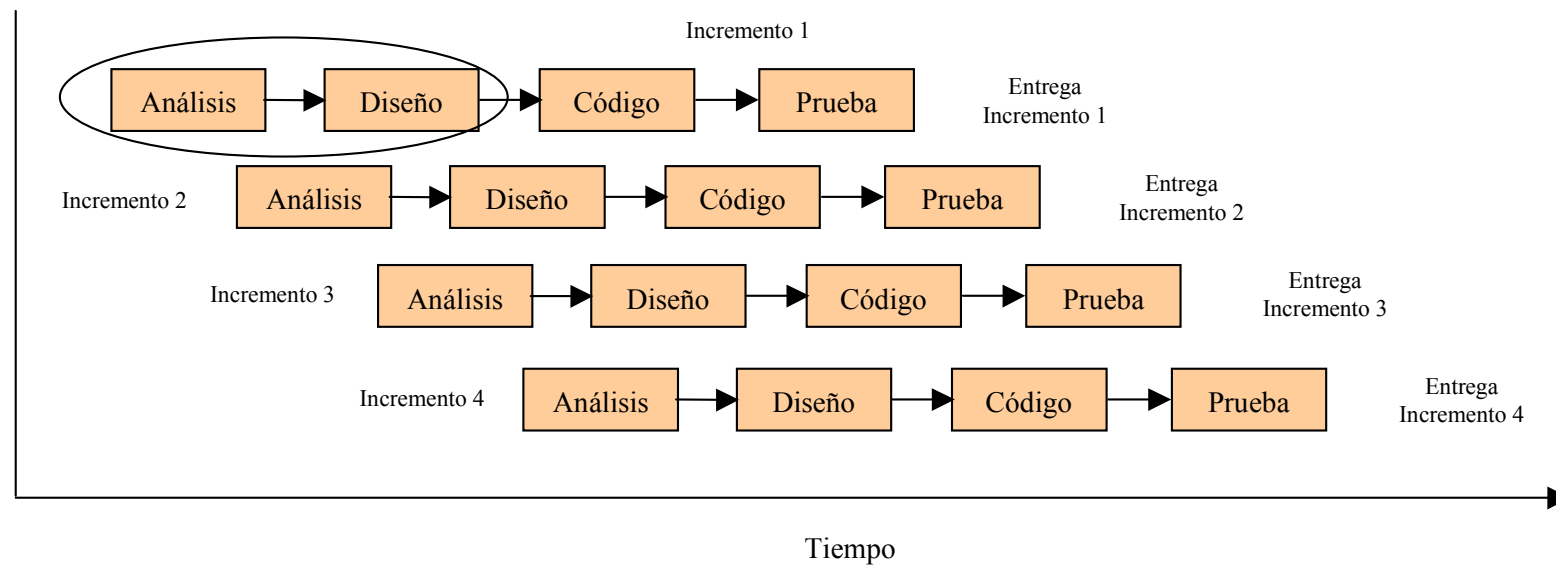 Incremento 1
Análisis
Diseño
Código
Prueba
Entrega
Incremento 1
Incremento 2
Análisis
Diseño
Código
Prueba
Entrega
Incremento 2
Incremento 3
Análisis
Diseño
Código
Prueba
Entrega
Incremento 3
Incremento 4
Análisis
Diseño
Código
Prueba
Entrega
Incremento 4
Tiempo